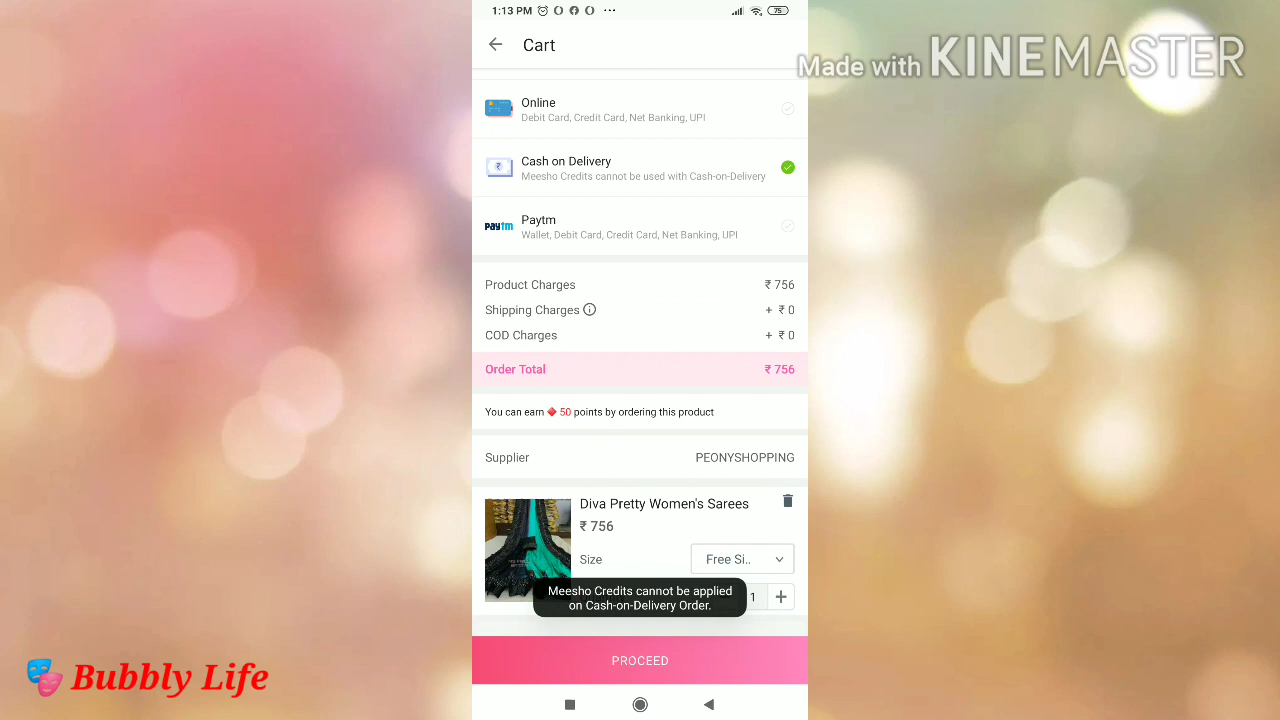 1:13 PM
75
Cart
Made with KINEMASTER
Online
Debit Card, Credit Card, Net Banking, UPI
Cash on Delivery
Meesho Credits cannot be used with Cash-on-Delivery
Paytm
Paytm
Wallet, Debit Card, Credit Card, Net Banking, UPI
Product Charges ₹ 756
Shipping Charges + ₹ 0
COD Charges + ₹ 0
Order Total ₹ 756
You can earn 50 points by ordering this product
Supplier PEONYSHOPPING
Diva Pretty Women's Sarees
₹ 756
Size Free Si..
Meesho Credits cannot be applied
on Cash-on-Delivery Order.
1 +
PROCEED
Bubbly Life